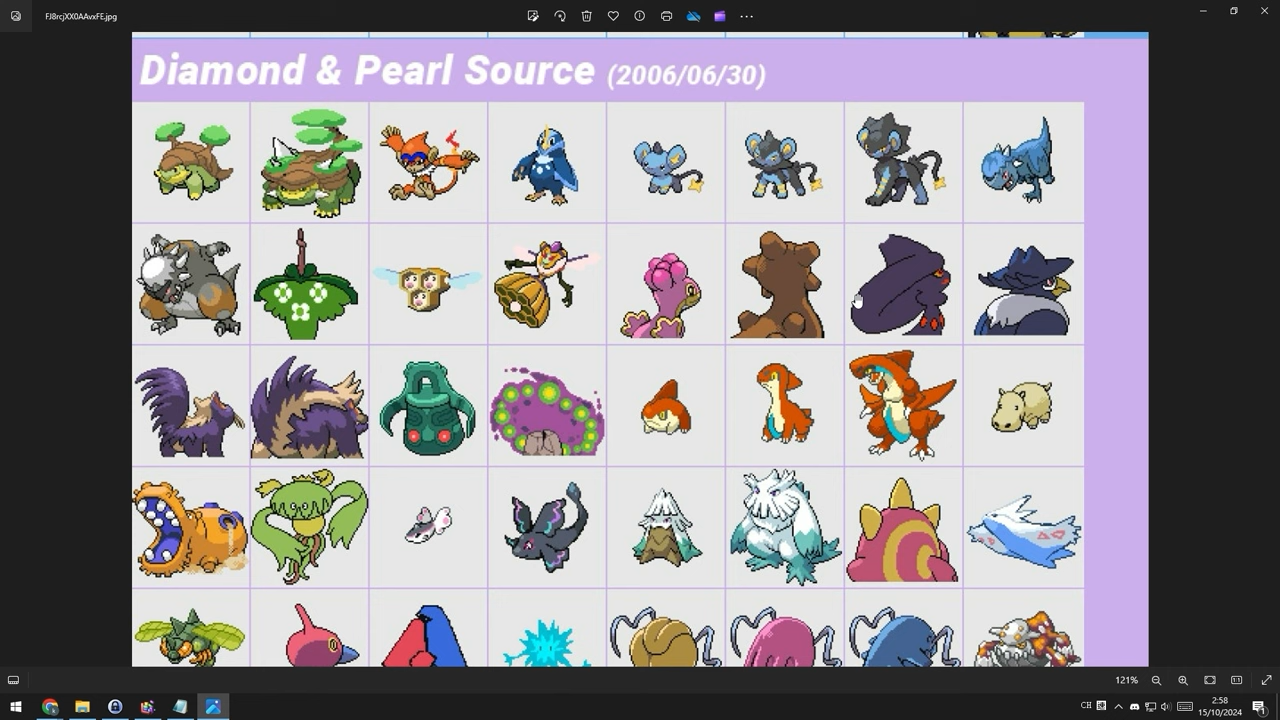 FJ8rcjXX0AAvxFE.jpg
Diamond & Pearl Source (2006/06/30)
121%
CH
2:58
15/10/2024